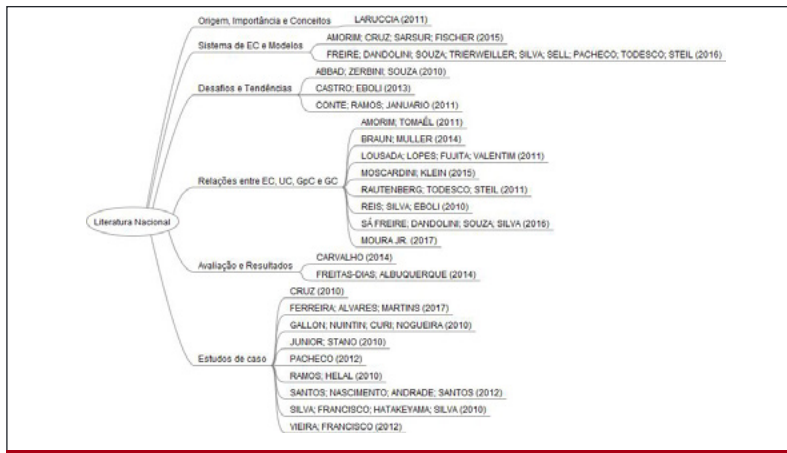 Literatura Nacional
Origem, Importância e Conceitos
LARUCCIA (2011)
Sistema de EC e Modelos
AMORIM; CRUZ; SARSUR; FISCHER (2015)
FREIRE; DANDOLINI; SOUZA; TRIERWEILLER; SILVA; SELL; PACHECO; TODESCO; STEIL (2016)
Desafios e Tendências
ABBAD; ZERBINI; SOUZA (2010)
CASTRO; EBOLI (2013)
CONTE; RAMOS; JANUARIO (2011)
Relações entre EC, UC, GpC e GC
AMORIM; TOMAÉL (2011)
BRAUN; MULLER (2014)
LOUSADA; LOPES; FUJITA; VALENTIM (2011)
MOSCARDINI; KLEIN (2015)
RAUTENBERG; TODESCO; STEIL (2011)
REIS; SILVA; EBOLI (2010)
SÁ FREIRE; DANDOLINI; SOUZA; SILVA (2016)
MOURA JR. (2017)
Avaliação e Resultados
CARVALHO (2014)
FREITAS-DIAS; ALBUQUERQUE (2014)
Estudos de caso
CRUZ (2010)
FERREIRA; ALVARES; MARTINS (2017)
GALLON; NUINTIN; CURI; NOGUEIRA (2010)
JUNIOR; STANO (2010)
PACHECO (2012)
RAMOS; HELAL (2010)
SANTOS; NASCIMENTO; ANDRADE; SANTOS (2012)
SILVA; FRANCISCO; HATAKEYAMA; SILVA (2010)
VIEIRA; FRANCISCO (2012)